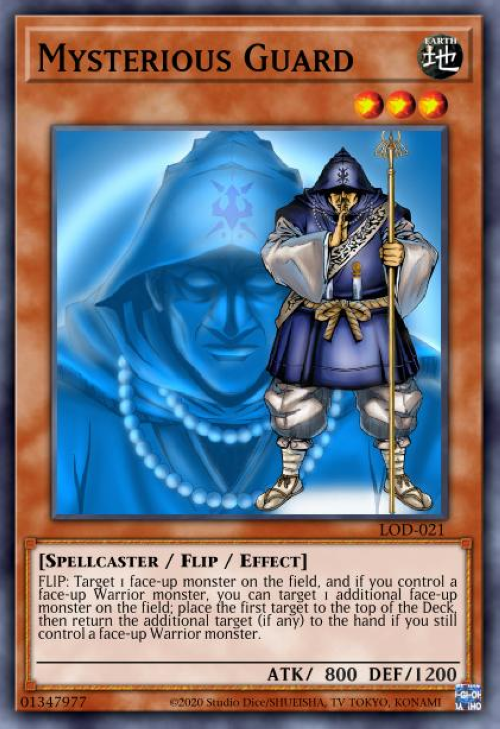 Mysterious Guard
EARTH
地
LOD-021
[Spellcaster / Flip / Effect]
FLIP: Target 1 face-up monster on the field, and if you control a
face-up Warrior monster, you can target 1 additional face-up
monster on the field; place the first target to the top of the Deck,
then return the additional target (if any) to the hand if you still
control a face-up Warrior monster.
ATK/ 800 DEF/1200
01347977
©2020 Studio Dice/SHUEISHA, TV TOKYO, KONAMI